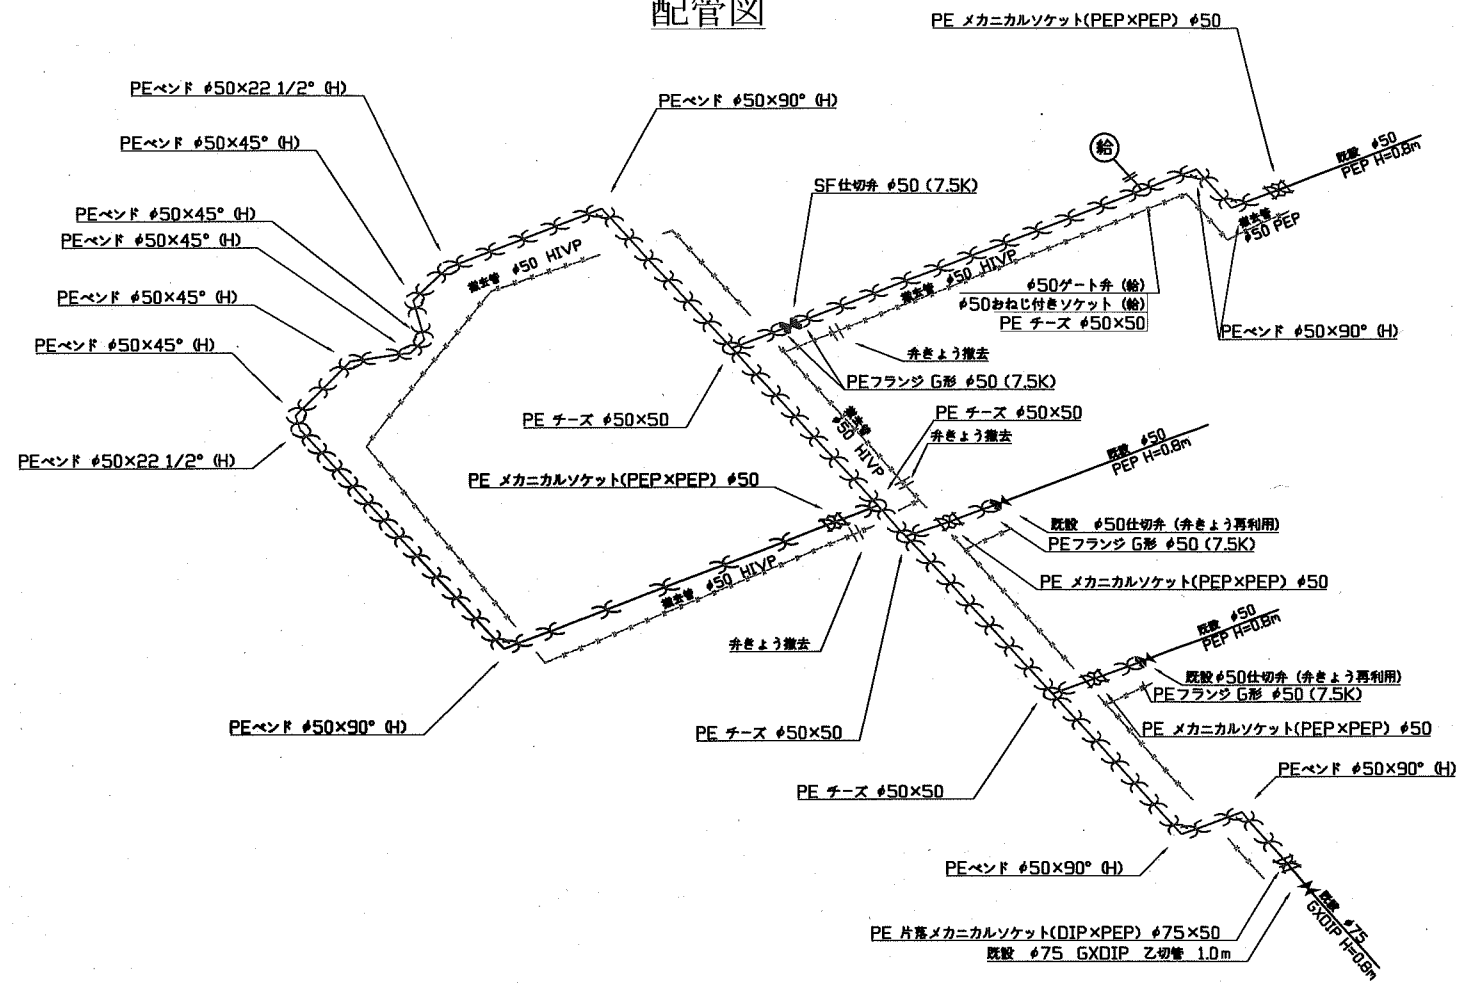 配管図
PE メカニカルソケット(PEP×PEP) φ50
PEベンド φ50×22 1/2° (H)
PEベンド φ50×90° (H)
PEベンド φ50×45° (H)
給
既設 φ50
PEP H=0.8m
SF仕切弁 φ50 (7.5K)
PEベンド φ50×45° (H)
PEベンド φ50×45° (H)
撤去管 φ50 HIVP
撤去管
φ50 PEP
撤去管 φ50 HIVP
φ50ゲート弁 (給)
PEベンド φ50×45° (H)
φ50おねじ付きソケット (給)
PE チーズ φ50×50
PEベンド φ50×90° (H)
PEベンド φ50×45° (H)
弁きょう撤去
PEフランジ G形 φ50 (7.5K)
PE チーズ φ50×50
撤去管
φ50 HIVP
PE チーズ φ50×50
弁きょう撤去
既設 φ50
PEP H=0.8m
PEベンド φ50×22 1/2° (H)
PE メカニカルソケット(PEP×PEP) φ50
既設 φ50仕切弁 (弁きょう再利用)
PEフランジ G形 φ50 (7.5K)
撤去管 φ50 HIVP
PE メカニカルソケット(PEP×PEP) φ50
既設 φ50
PEP H=0.8m
弁きょう撤去
既設φ50仕切弁 (弁きょう再利用)
PEフランジ G形 φ50 (7.5K)
PEベンド φ50×90° (H)
PE チーズ φ50×50
PE メカニカルソケット(PEP×PEP) φ50
PEベンド φ50×90° (H)
PE チーズ φ50×50
PEベンド φ50×90° (H)
PE 片落メカニカルソケット(DIP×PEP) φ75×50
既設 φ75 GXDIP 乙切管 1.0m
既設 φ75
GXDIP H=0.8m